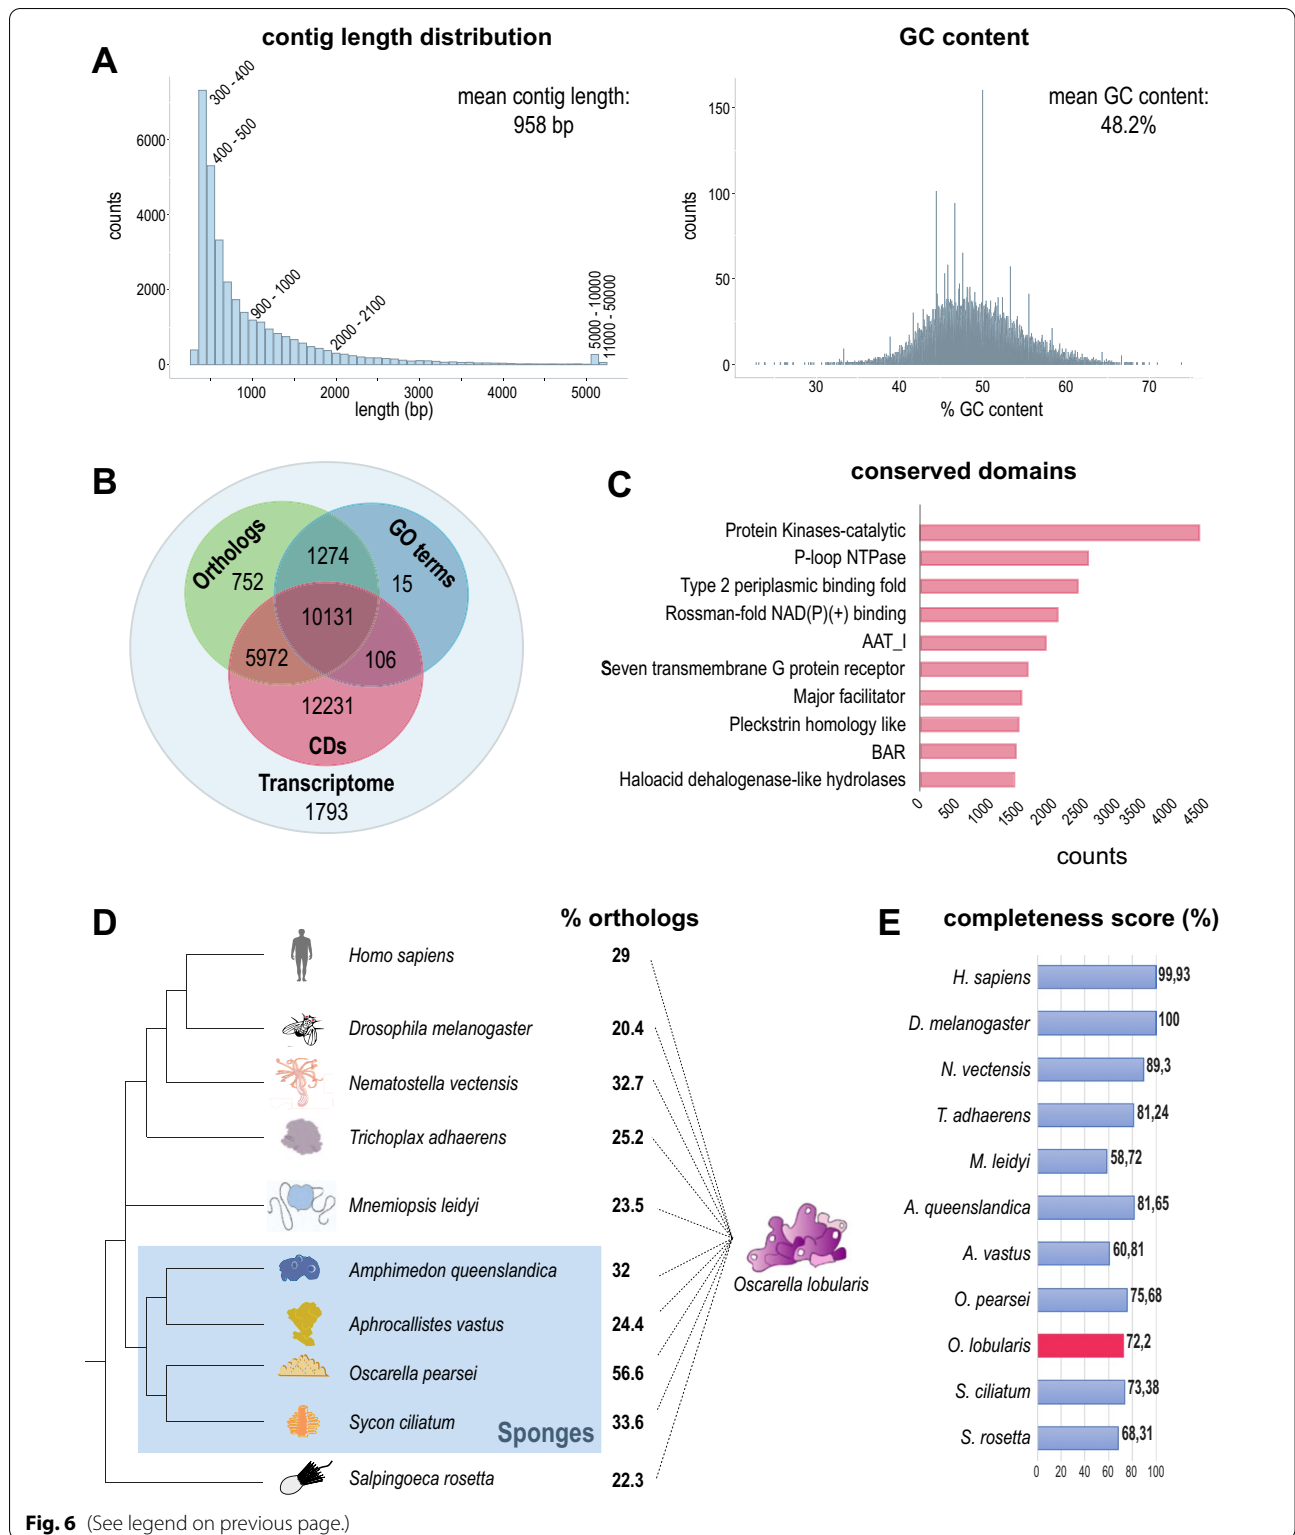 A
contig length distribution
GC content
mean contig length:
958 bp
300 - 400
400 - 500
900 - 1000
2000 - 2100
5000 - 10000
11000 - 50000
counts
6000
4000
2000
0
1000
2000
3000
4000
5000
length (bp)
mean GC content:
48.2%
counts
150
100
50
0
30
40
50
60
70
% GC content
B
Orthologs
752
1274
GO terms
15
10131
5972
106
12231
CDs
Transcriptome
1793
C
conserved domains
Protein Kinases-catalytic
P-loop NTPase
Type 2 periplasmic binding fold
Rossman-fold NAD(P)(+) binding
AAT_I
Seven transmembrane G protein receptor
Major facilitator
Pleckstrin homology like
BAR
Haloacid dehalogenase-like hydrolases
0
500
1000
1500
2000
2500
3000
3500
4000
4500
counts
D
% orthologs
Homo sapiens 29
Drosophila melanogaster 20.4
Nematostella vectensis 32.7
Trichoplax adhaerens 25.2
Mnemiopsis leidyi 23.5
Amphimedon queenslandica 32
Aphrocallistes vastus 24.4
Oscarella pearsei 56.6
Sycon ciliatum 33.6
Sponges
Salpingoeca rosetta 22.3
Oscarella lobularis
E
completeness score (%)
H. sapiens 99,93
D. melanogaster 100
N. vectensis 89,3
T. adhaerens 81,24
M. leidyi 58,72
A. queenslandica 81,65
A. vastus 60,81
O. pearsei 75,68
O. lobularis 72,2
S. ciliatum 73,38
S. rosetta 68,31
0 20 40 60 80 100
Fig. 6 (See legend on previous page.)